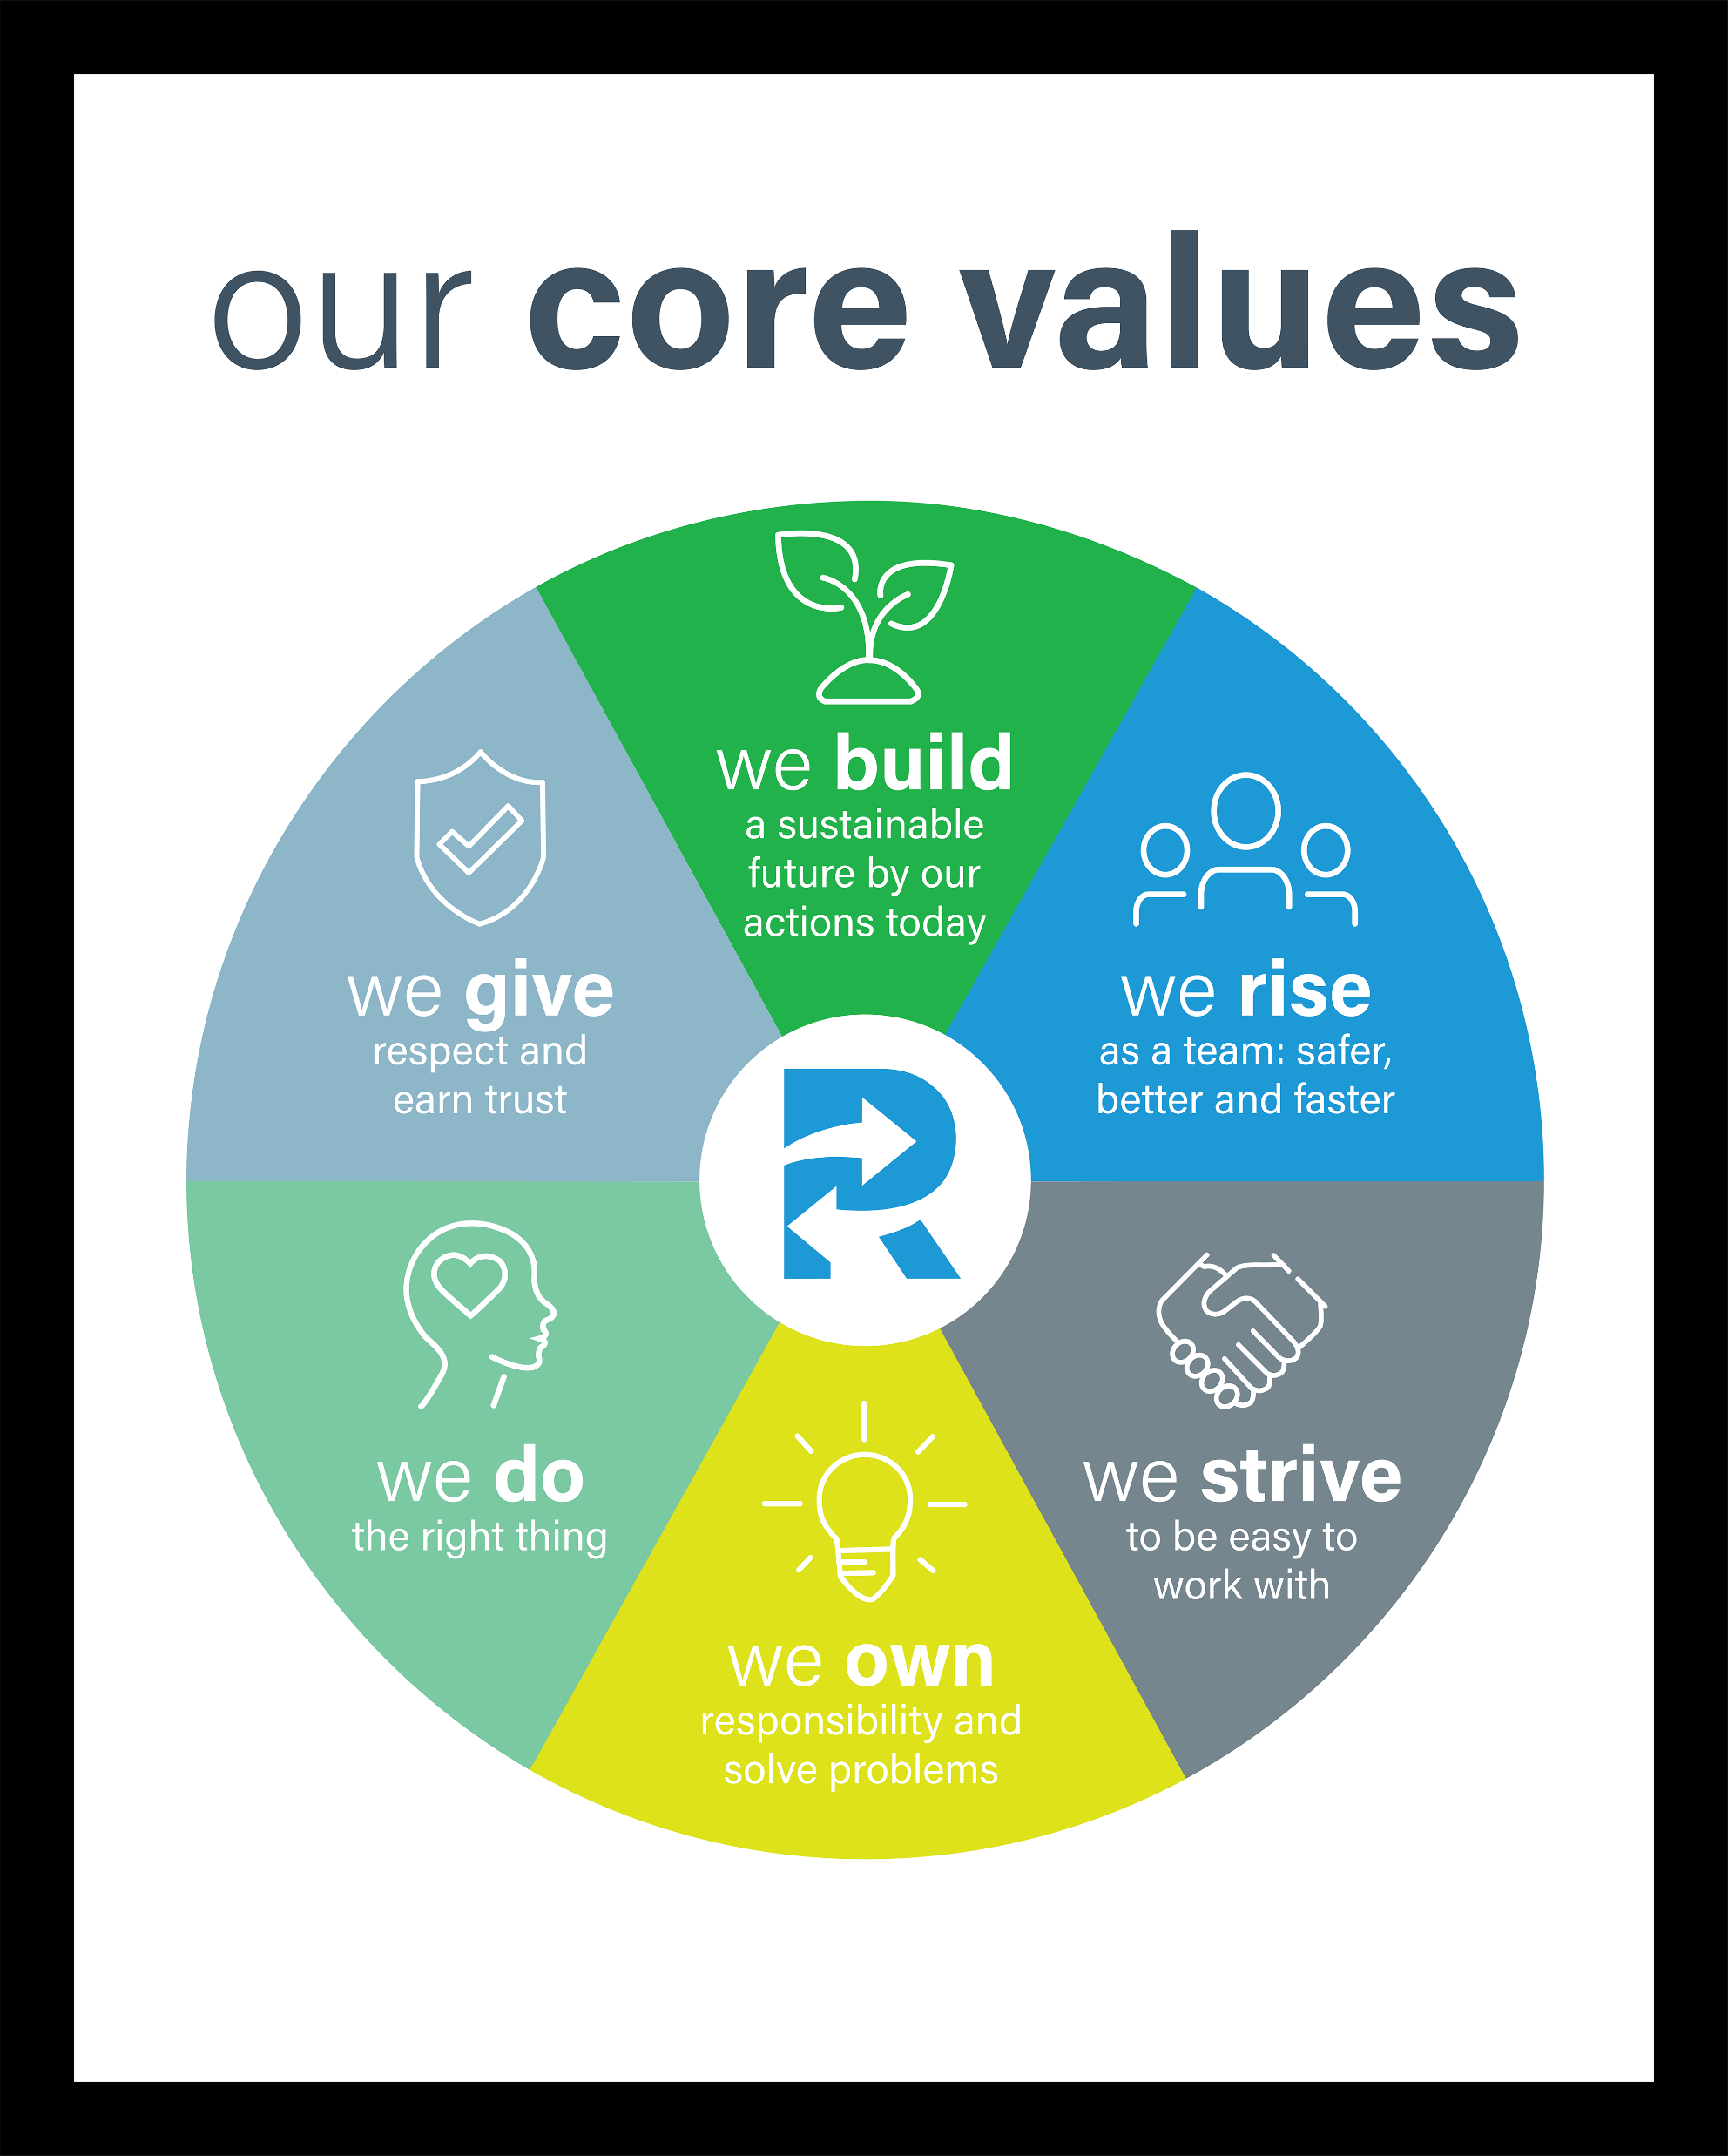 our core values
we build
a sustainable
future by our
actions today
we rise
as a team: safer,
better and faster
we strive
to be easy to
work with
we own
responsibility and
solve problems
we do
the right thing
we give
respect and
earn trust
R